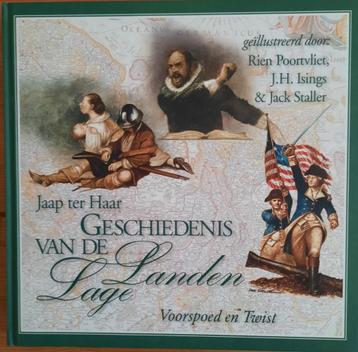 geïllustreerd door:
Rien Poortvliet,
J.H. Isings
& Jack Staller
Jaap ter Haar
GESCHIEDENIS
VAN DE
Lage Landen
Voorspoed en Twist